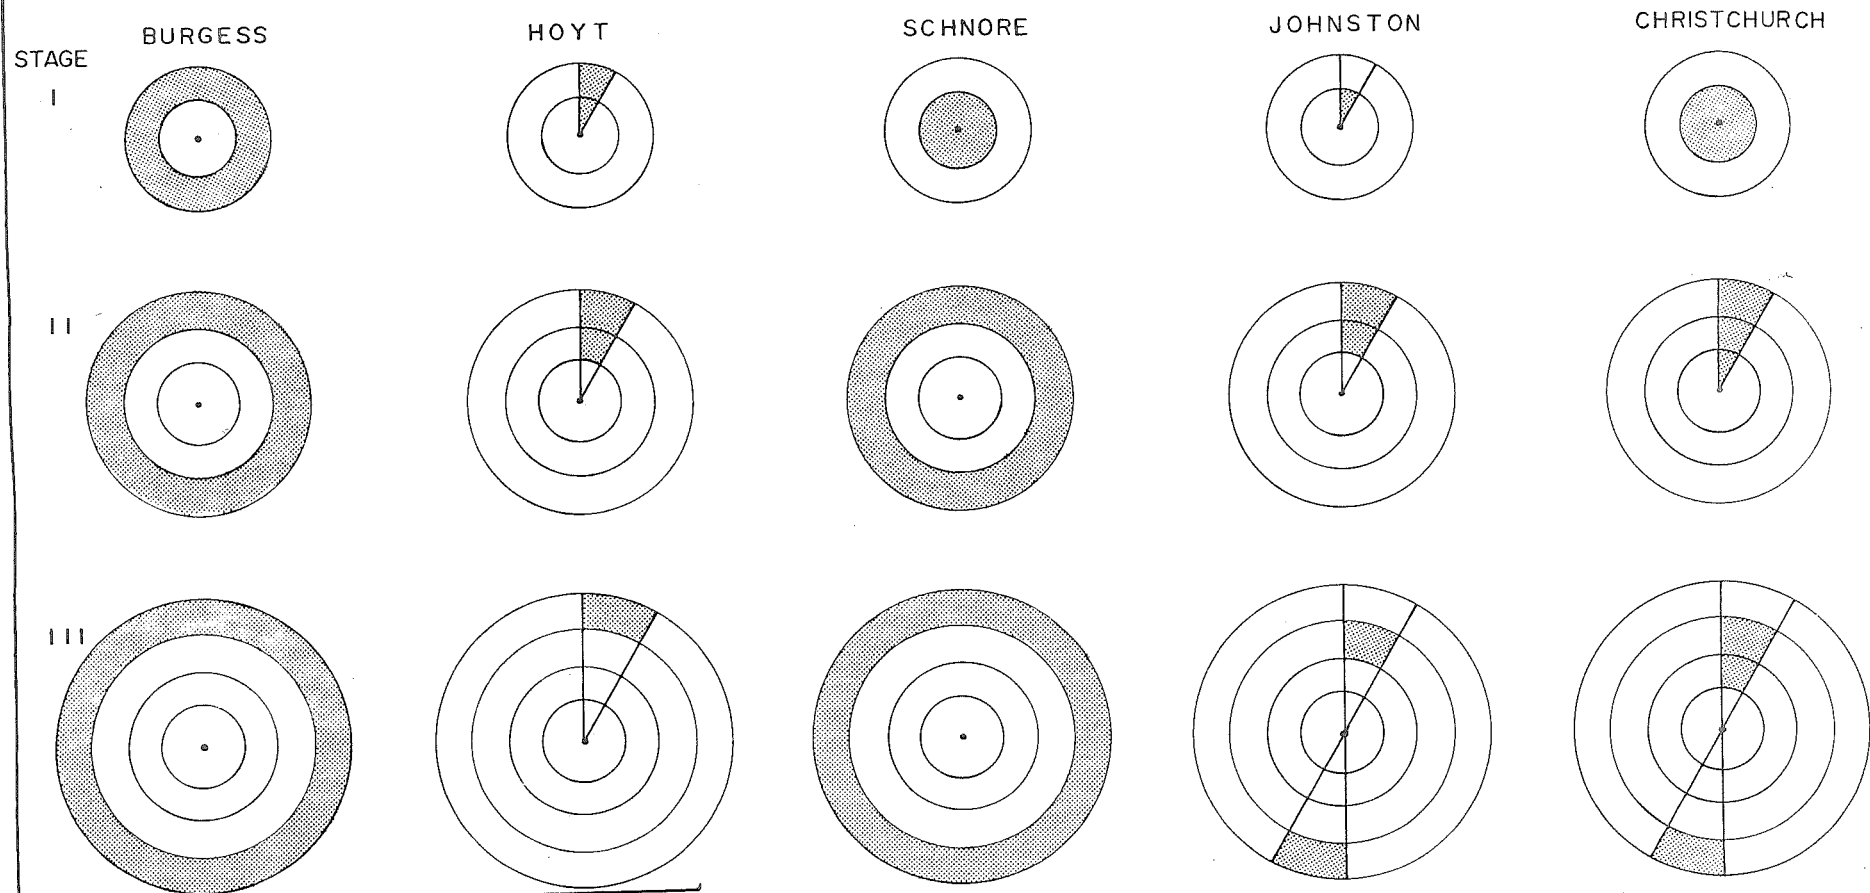 BURGESS HOYT SCHNORE JOHNSTON CHRISTCHURCH
STAGE
I
II
III